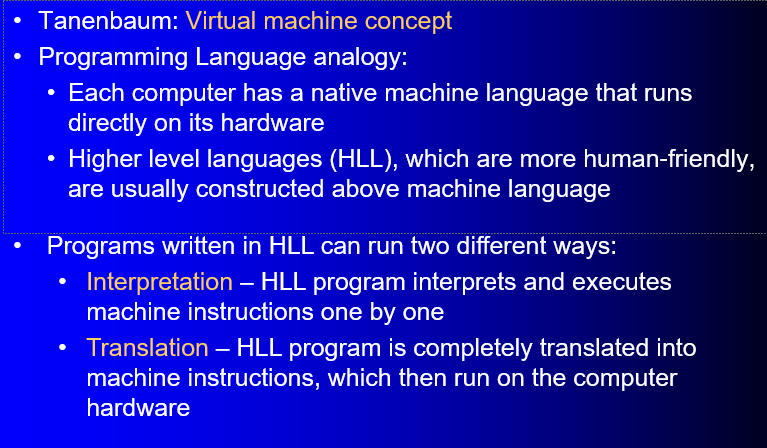 • Tanenbaum: Virtual machine concept
• Programming Language analogy:
• Each computer has a native machine language that runs
directly on its hardware
• Higher level languages (HLL), which are more human-friendly,
are usually constructed above machine language
• Programs written in HLL can run two different ways:
• Interpretation – HLL program interprets and executes
machine instructions one by one
• Translation – HLL program is completely translated into
machine instructions, which then run on the computer
hardware